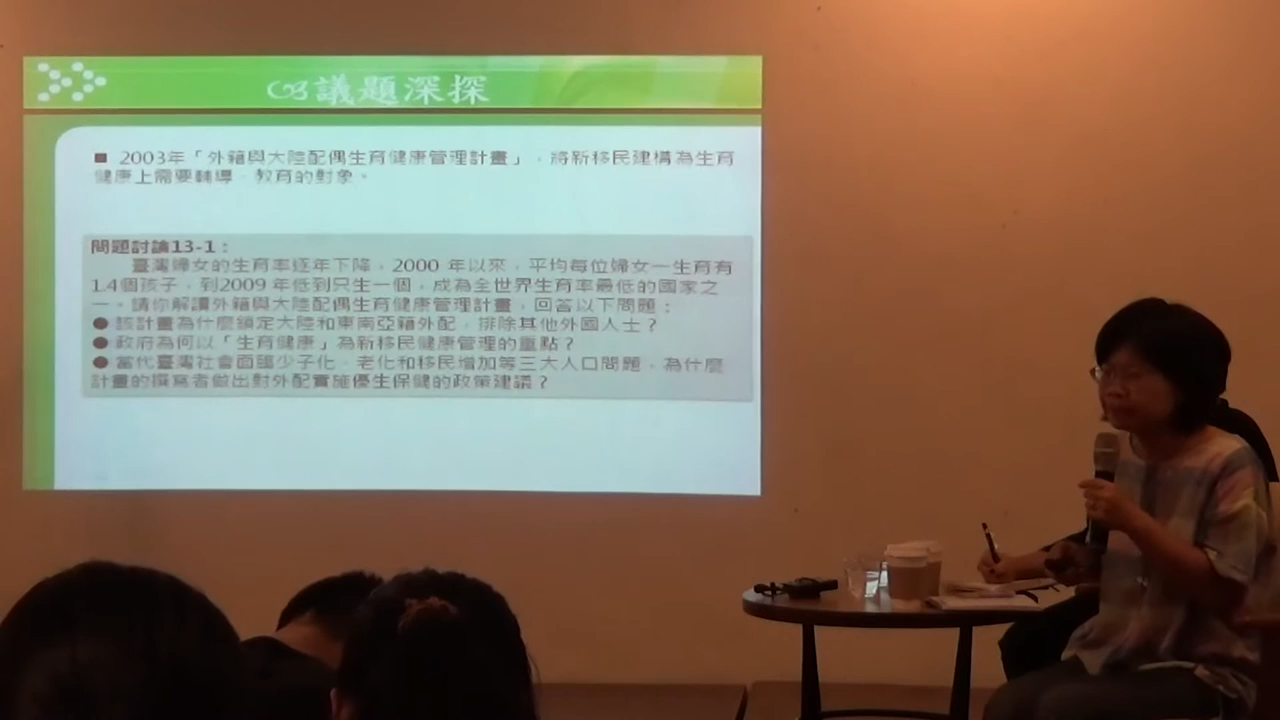 議題深探
■ 2003年「外籍與大陸配偶生育健康管理計畫」，將新移民建構為生育
健康上需要輔導、教育的對象。
問題討論13-1：
臺灣婦女的生育率逐年下降，2000 年以來，平均每位婦女一生育有
1.4個孩子，到2009 年低到只生一個，成為全世界生育率最低的國家之
一。請你解讀外籍與大陸配偶生育健康管理計畫，回答以下問題：
● 該計畫為什麼鎖定大陸和東南亞籍外配，排除其他外國人士？
● 政府為何以「生育健康」為新移民健康管理的重點？
● 當代臺灣社會面臨少子化、老化和移民增加等三大人口問題，為什麼
計畫的撰寫者做出對外配實施優生保健的政策建議？